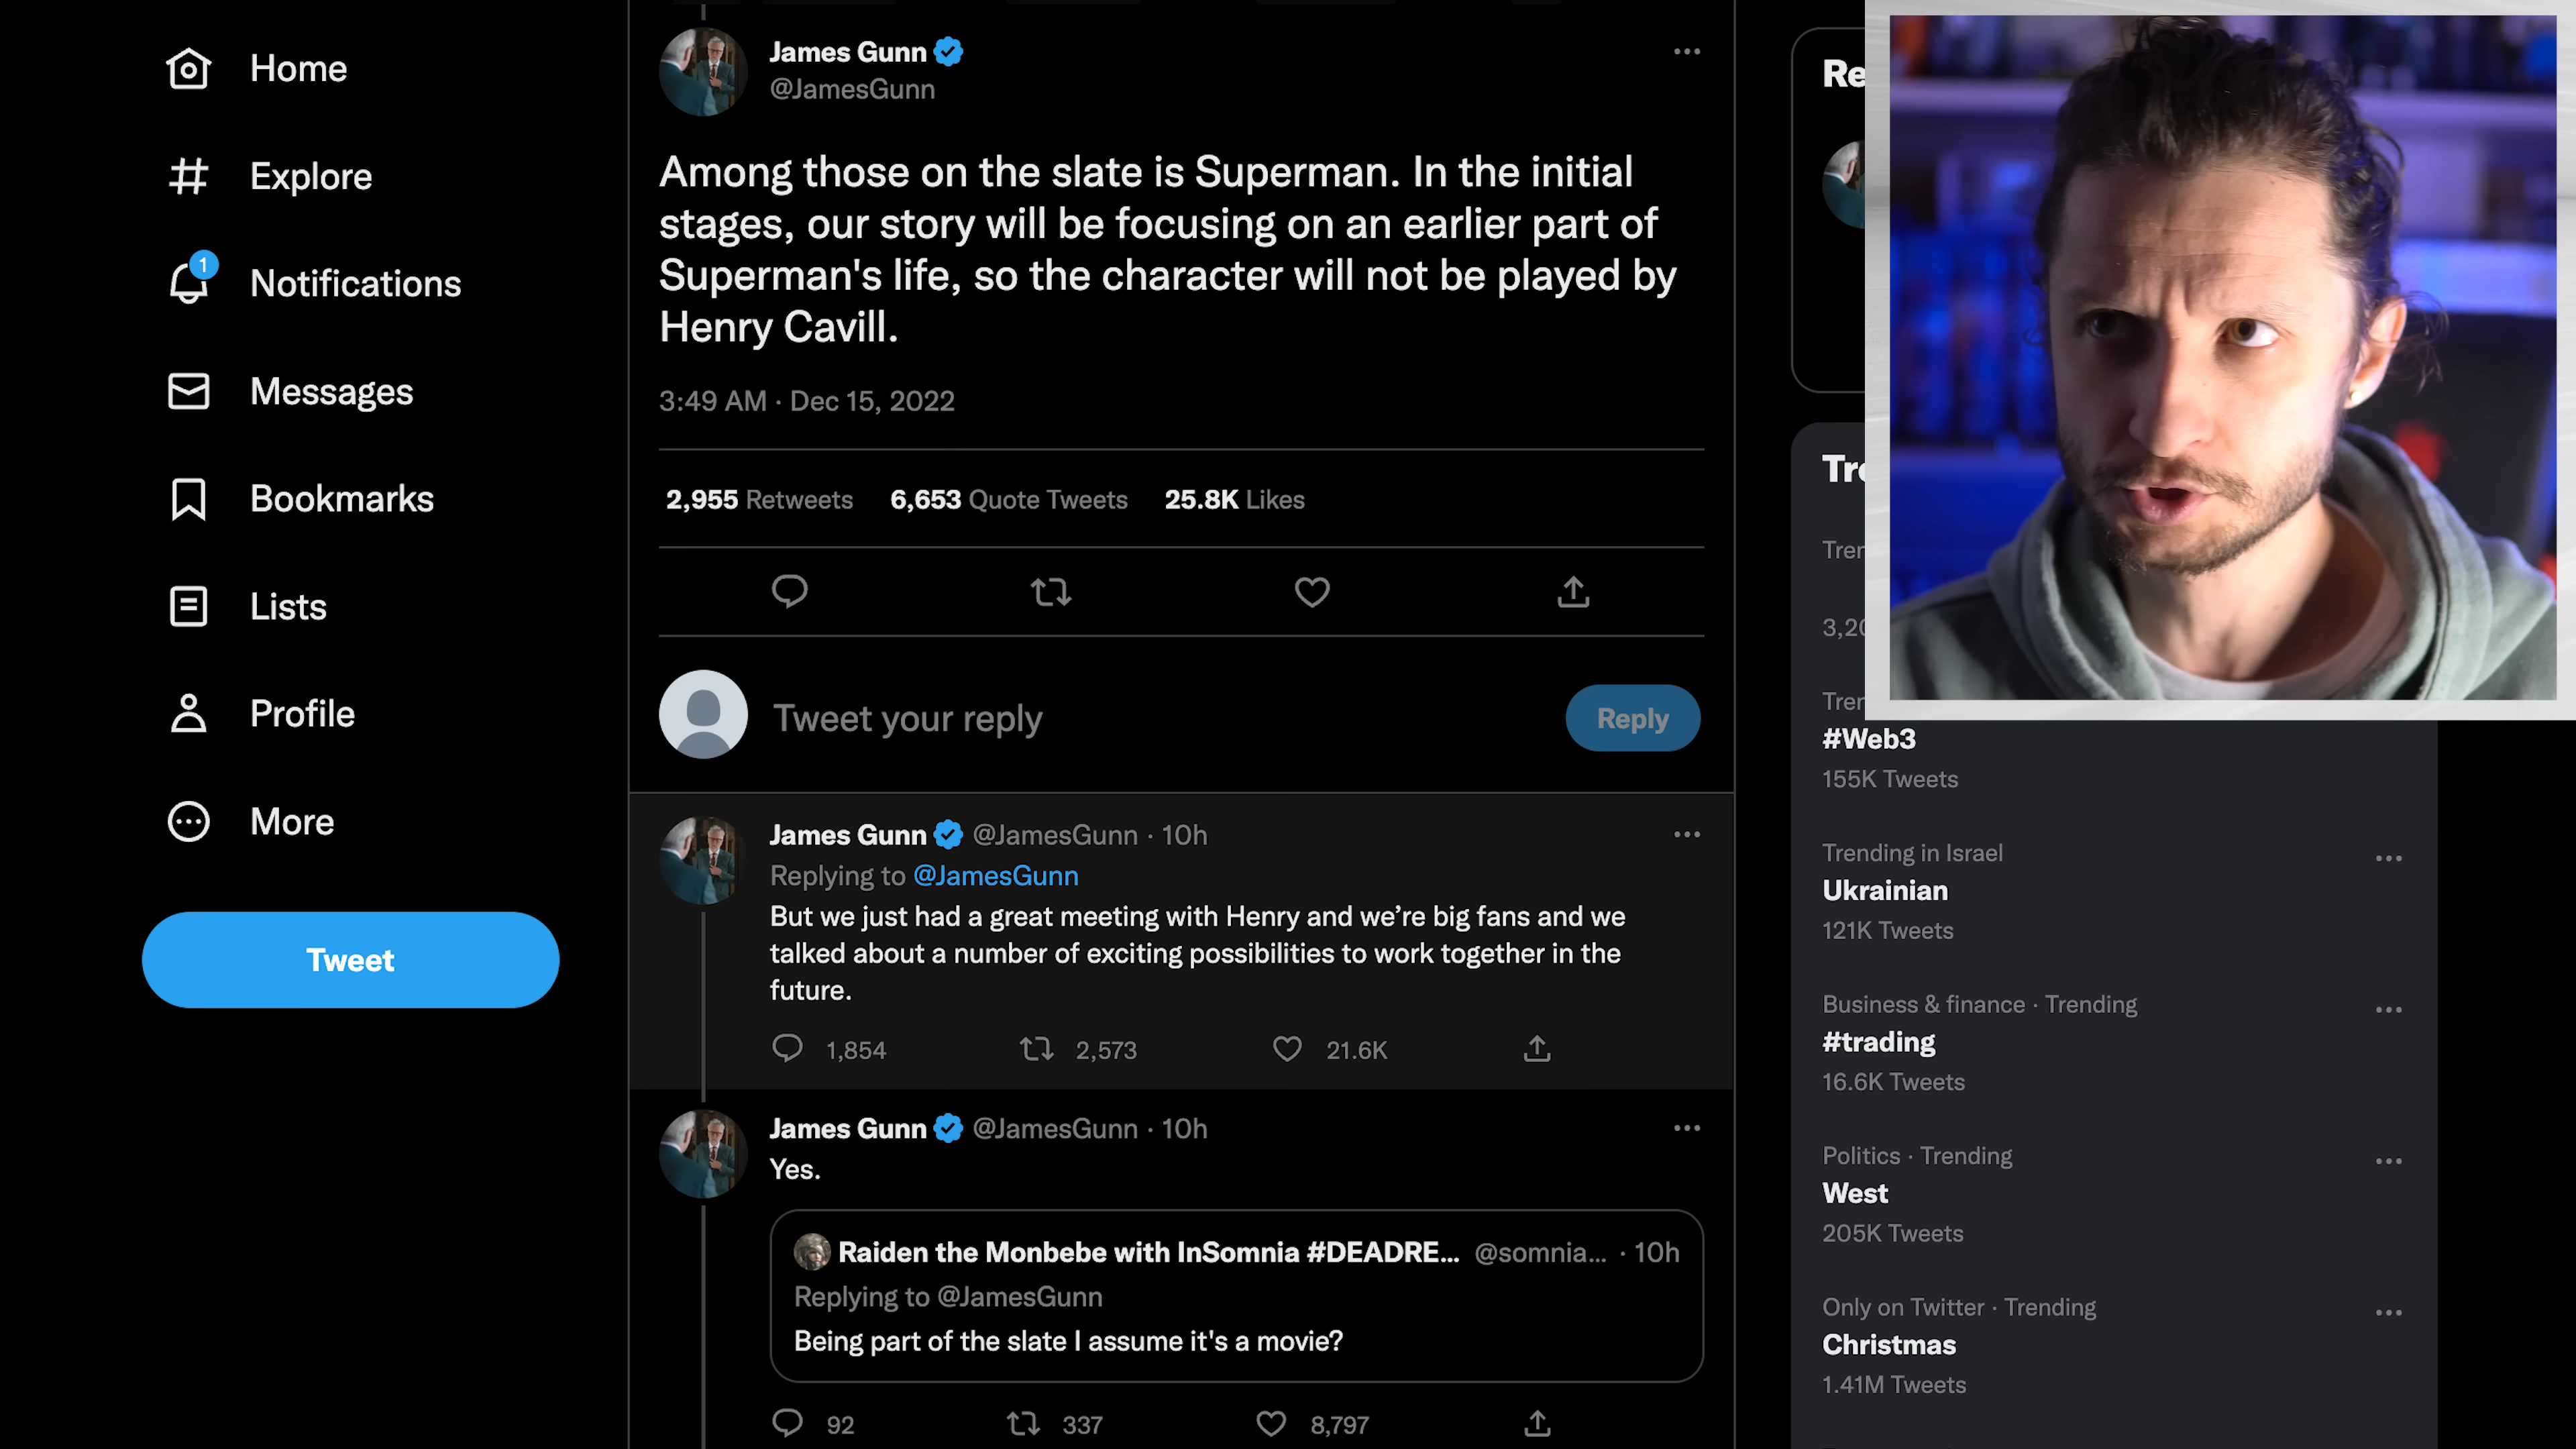 Home
Explore
1
Notifications
Messages
Bookmarks
Lists
Profile
More
Tweet
James Gunn
@JamesGunn
Among those on the slate is Superman. In the initial
stages, our story will be focusing on an earlier part of
Superman's life, so the character will not be played by
Henry Cavill.
3:49 AM · Dec 15, 2022
2,955 Retweets 6,653 Quote Tweets 25.8K Likes
Tweet your reply
Reply
James Gunn @JamesGunn · 10h
Replying to @JamesGunn
But we just had a great meeting with Henry and we're big fans and we
talked about a number of exciting possibilities to work together in the
future.
1,854 2,573 21.6K
James Gunn @JamesGunn · 10h
Yes.
Raiden the Monbebe with InSomnia #DEADRE... @somnia... · 10h
Replying to @JamesGunn
Being part of the slate I assume it's a movie?
92 337 8,797
#Web3
155K Tweets
Trending in Israel
Ukrainian
121K Tweets
Business & finance · Trending
#trading
16.6K Tweets
Politics · Trending
West
205K Tweets
Only on Twitter · Trending
Christmas
1.41M Tweets